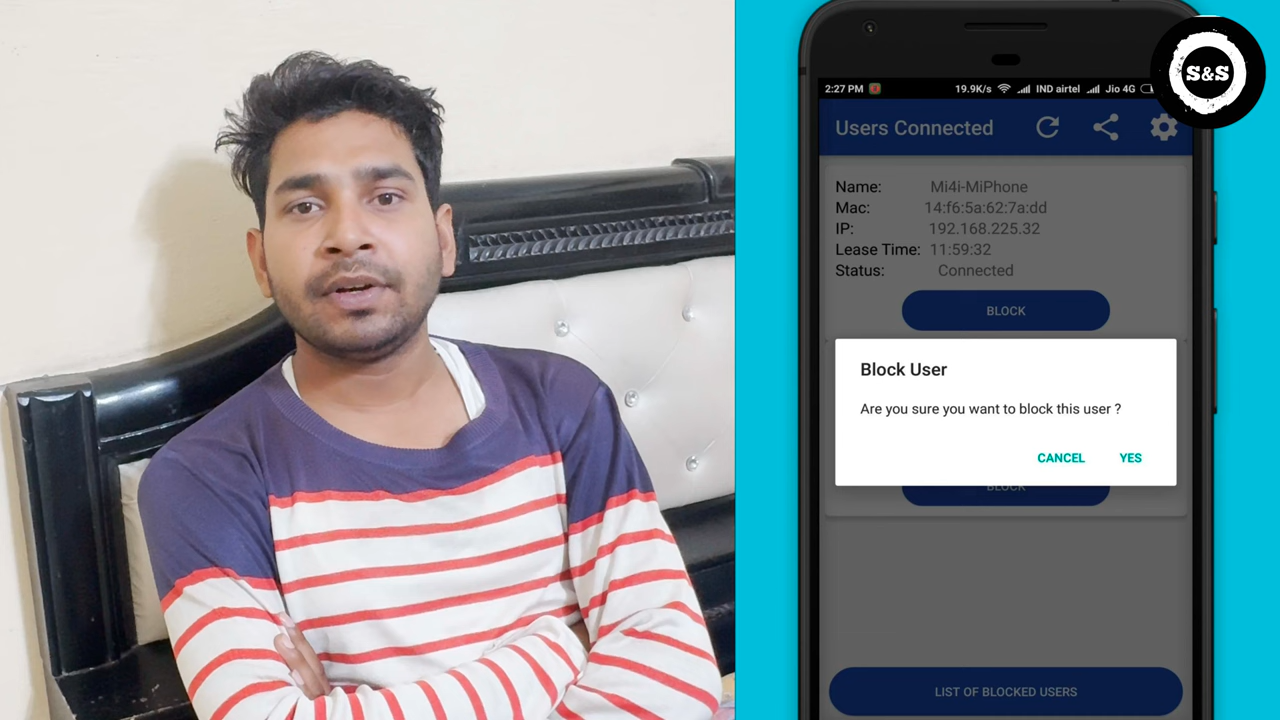 S&S
2:27 PM 19.9K/s IND airtel Jio 4G
Users Connected
Name: Mi4i-MiPhone
Mac: 14:f6:5a:62:7a:dd
IP: 192.168.225.32
Lease Time: 11:59:32
Status: Connected
BLOCK
Block User
Are you sure you want to block this user ?
CANCEL YES
BLOCK
LIST OF BLOCKED USERS